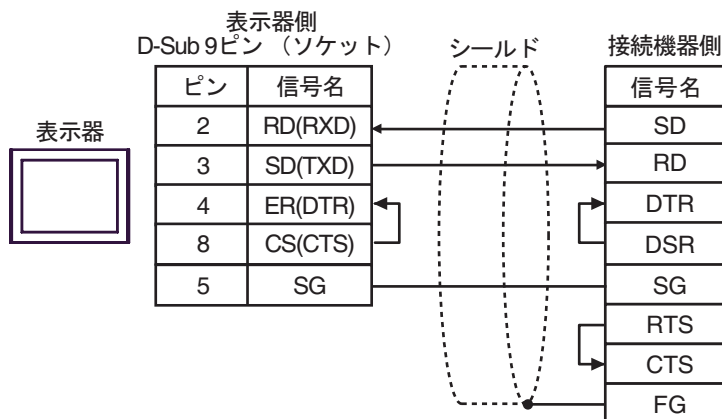 表示器側
D-Sub 9ピン （ソケット）
シールド
接続機器側
表示器
ピン 信号名
2 RD(RXD)
3 SD(TXD)
4 ER(DTR)
8 CS(CTS)
5 SG
信号名
SD
RD
DTR
DSR
SG
RTS
CTS
FG